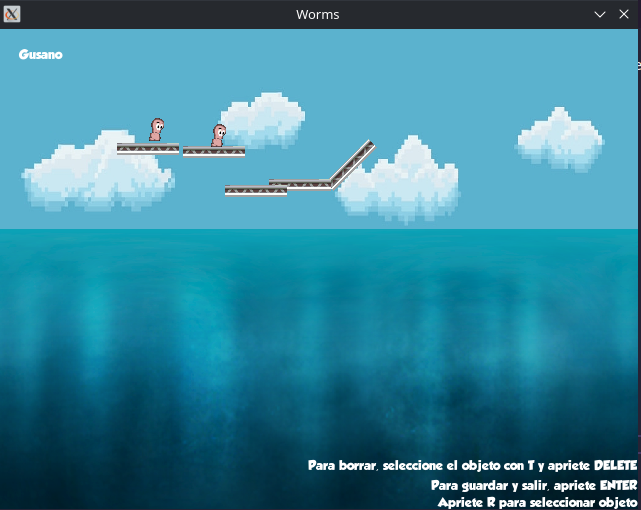 Worms
Gusano
Para borrar, seleccione el objeto con T y apriete DELETE
Para guardar y salir, apriete ENTER
Apriete R para seleccionar objeto